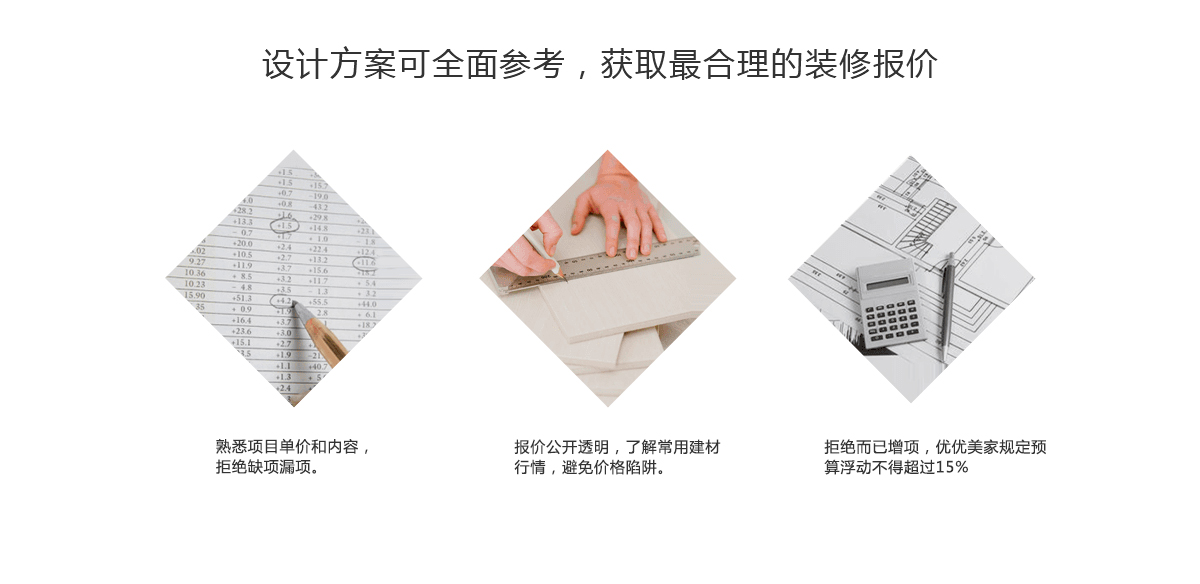 设计方案可全面参考，获取最合理的装修报价
熟悉项目单价和内容，
拒绝缺项漏项。
报价公开透明，了解常用建材
行情，避免价格陷阱。
拒绝而已增项，优优美家规定预
算浮动不得超过15%